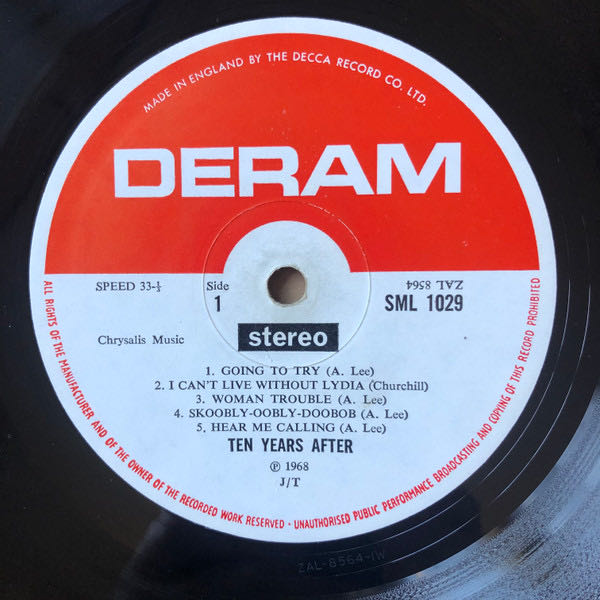 MADE IN ENGLAND BY THE DECCA RECORD CO. LTD.
DERAM
SPEED 33-⅓
Side
1
ZAL 8564
SML 1029
Chrysalis Music
stereo
1. GOING TO TRY (A. Lee)
2. I CAN'T LIVE WITHOUT LYDIA (Churchill)
3. WOMAN TROUBLE (A. Lee)
4. SKOOBLY-OOBLY-DOOBOB (A. Lee)
5. HEAR ME CALLING (A. Lee)
TEN YEARS AFTER
℗ 1968
J/T
ALL RIGHTS OF THE MANUFACTURER AND OF THE OWNER OF THE RECORDED WORK RESERVED · UNAUTHORISED PUBLIC PERFORMANCE BROADCASTING AND COPYING OF THIS RECORD PROHIBITED
ZAL-8564-1W